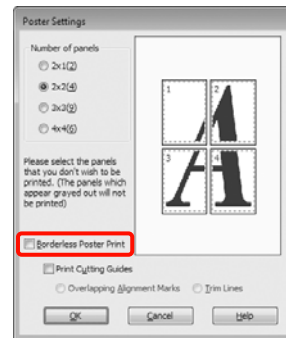 Poster Settings
Number of panels
2x1(2)
2x2(4)
3x3(9)
4x4(6)
1 2
3 4
Please select the panels
that you don't wish to be
printed. (The panels which
appear grayed out will not
be printed)
Borderless Poster Print
Print Cutting Guides
Overlapping Alignment Marks Trim Lines
OK Cancel Help